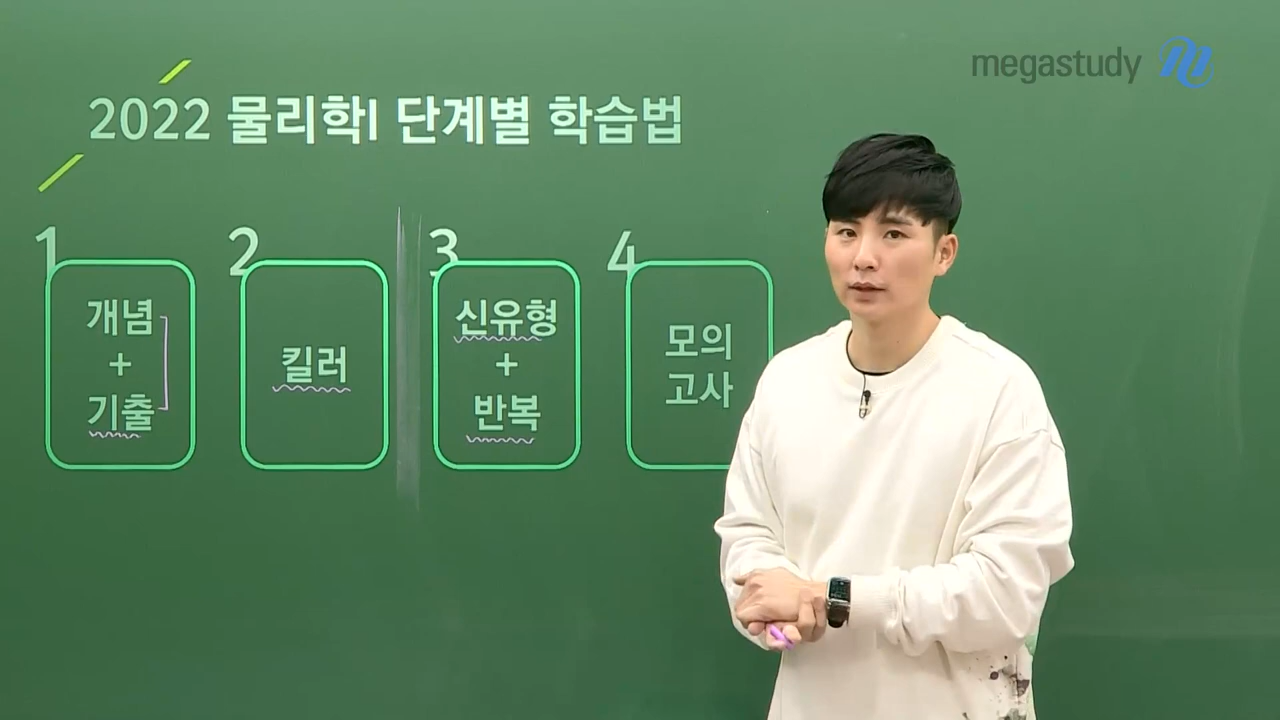 megastudy
2022 물리학I 단계별 학습법
1
개념
+
기출
2
킬러
3
신유형
+
반복
4
모의
고사